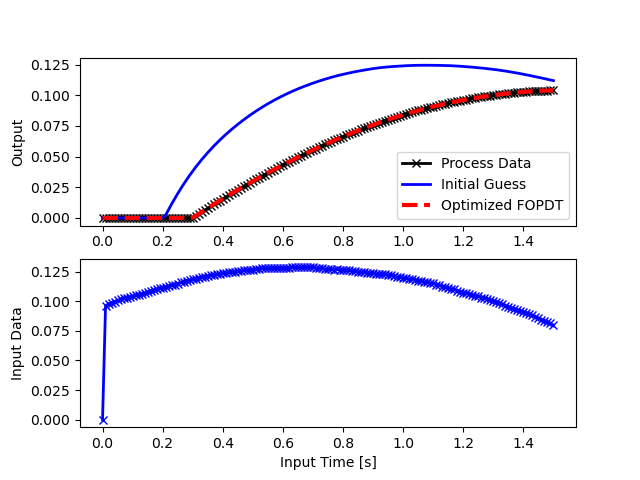 0.125
0.100
0.075
0.050
0.025
0.000
Output
Process Data
Initial Guess
Optimized FOPDT
0.0 0.2 0.4 0.6 0.8 1.0 1.2 1.4
0.125
0.100
0.075
0.050
0.025
0.000
Input Data
0.0 0.2 0.4 0.6 0.8 1.0 1.2 1.4
Input Time [s]